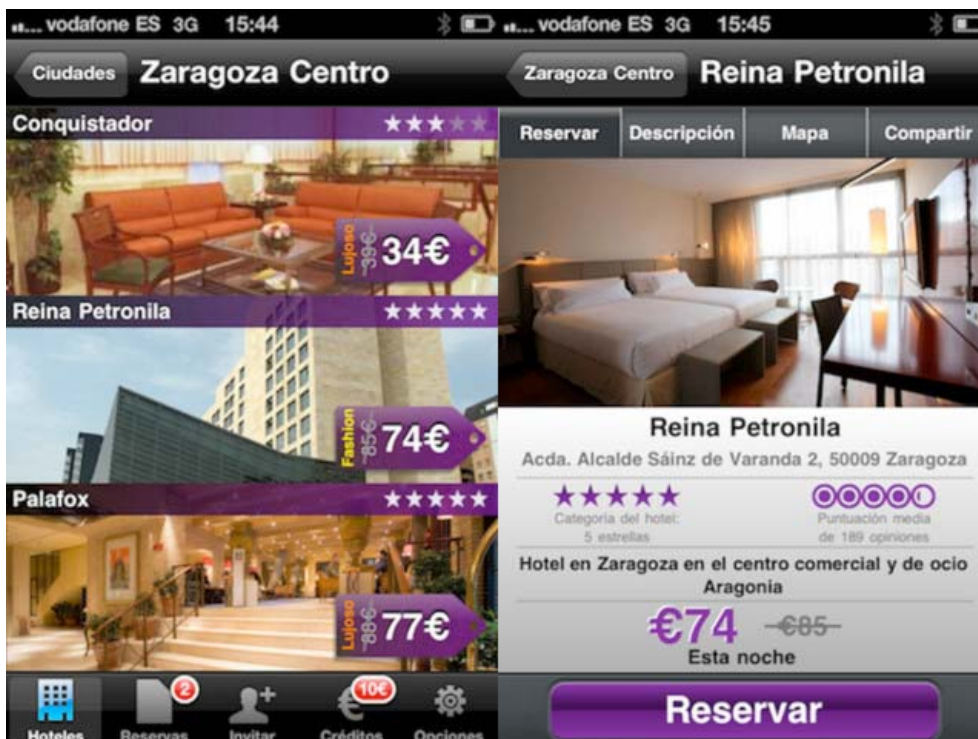 vodafone ES 3G 15:44
Ciudades Zaragoza Centro
Conquistador
Lujoso 39€ 34€
Reina Petronila
Fashion 85€ 74€
Palafox
Lujoso 88€ 77€
2
10€
Hoteles Reservas Invitar Créditos Opciones
vodafone ES 3G 15:45
Zaragoza Centro Reina Petronila
Reservar Descripción Mapa Compartir
Reina Petronila
Acda. Alcalde Sáinz de Varanda 2, 50009 Zaragoza
Categoría del hotel:
5 estrellas
Puntuación media
de 189 opiniones
Hotel en Zaragoza en el centro comercial y de ocio
Aragonia
€74 €85
Esta noche
Reservar